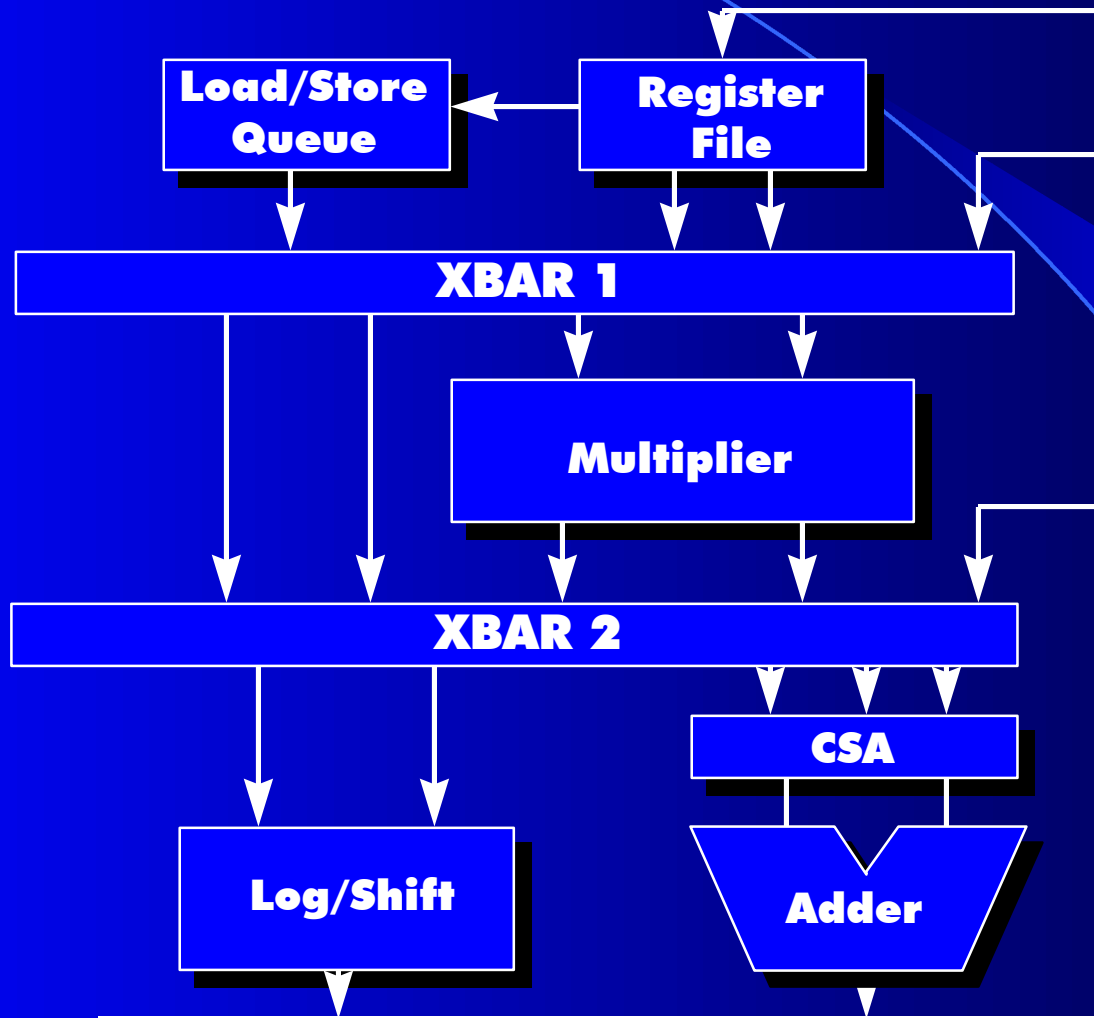 Load/Store
Queue
Register
File
XBAR 1
Multiplier
XBAR 2
CSA
Log/Shift
Adder